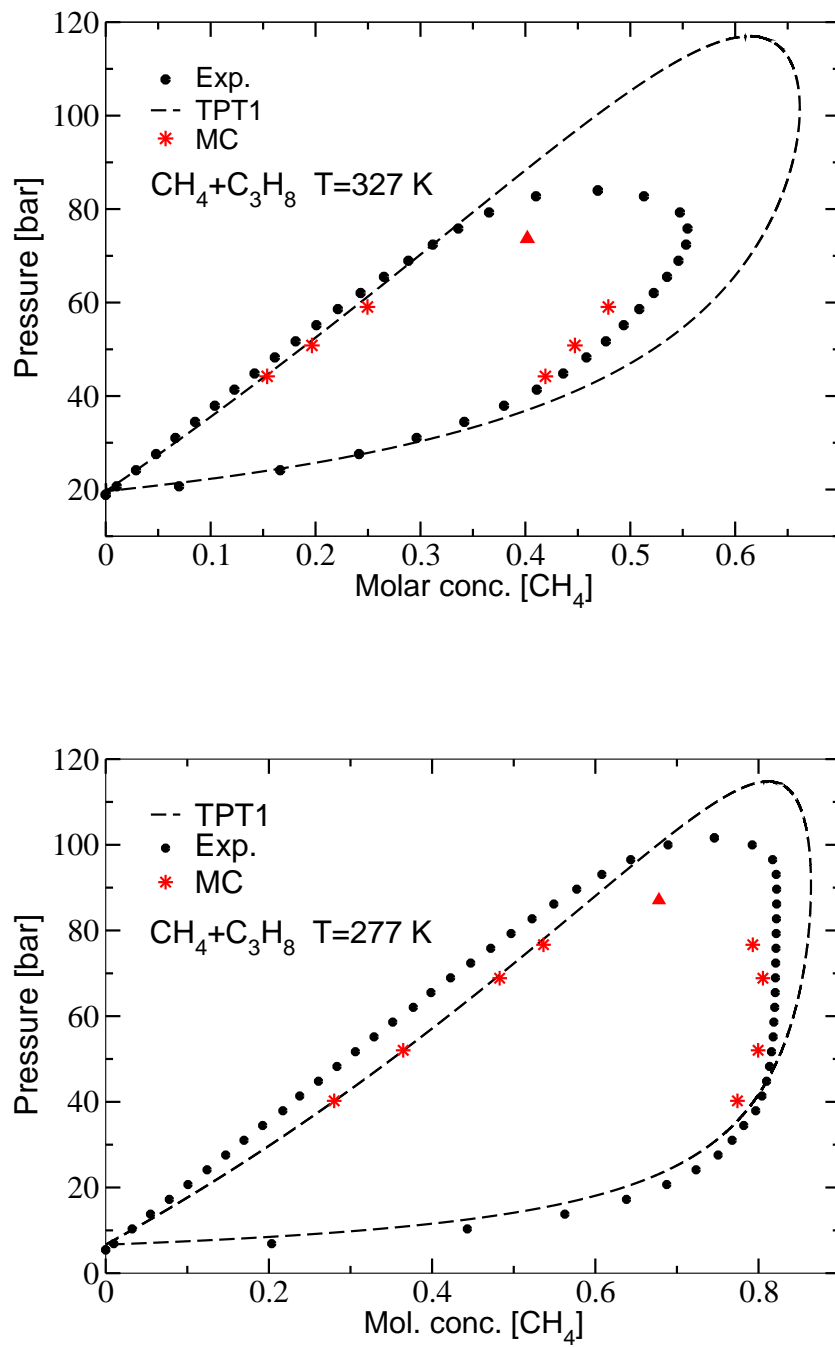 120
100
80
60
40
20
Pressure [bar]
Exp.
TPT1
MC
CH₄+C₃H₈ T=327 K
0 0.1 0.2 0.3 0.4 0.5 0.6
Molar conc. [CH₄]
120
100
80
60
40
20
0
Pressure [bar]
TPT1
Exp.
MC
CH₄+C₃H₈ T=277 K
0 0.2 0.4 0.6 0.8
Mol. conc. [CH₄]